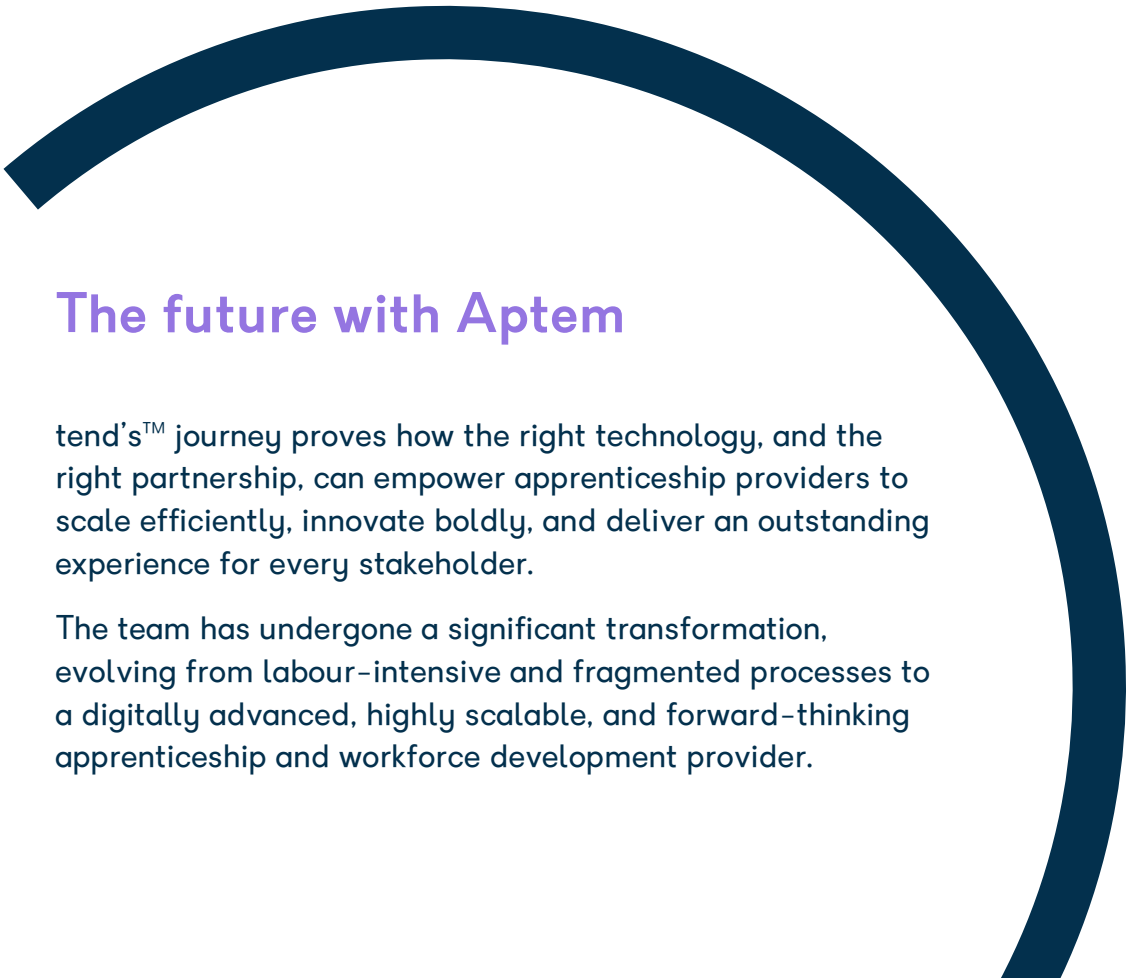 The future with Aptem
tend’s™ journey proves how the right technology, and the
right partnership, can empower apprenticeship providers to
scale efficiently, innovate boldly, and deliver an outstanding
experience for every stakeholder.
The team has undergone a significant transformation,
evolving from labour-intensive and fragmented processes to
a digitally advanced, highly scalable, and forward-thinking
apprenticeship and workforce development provider.